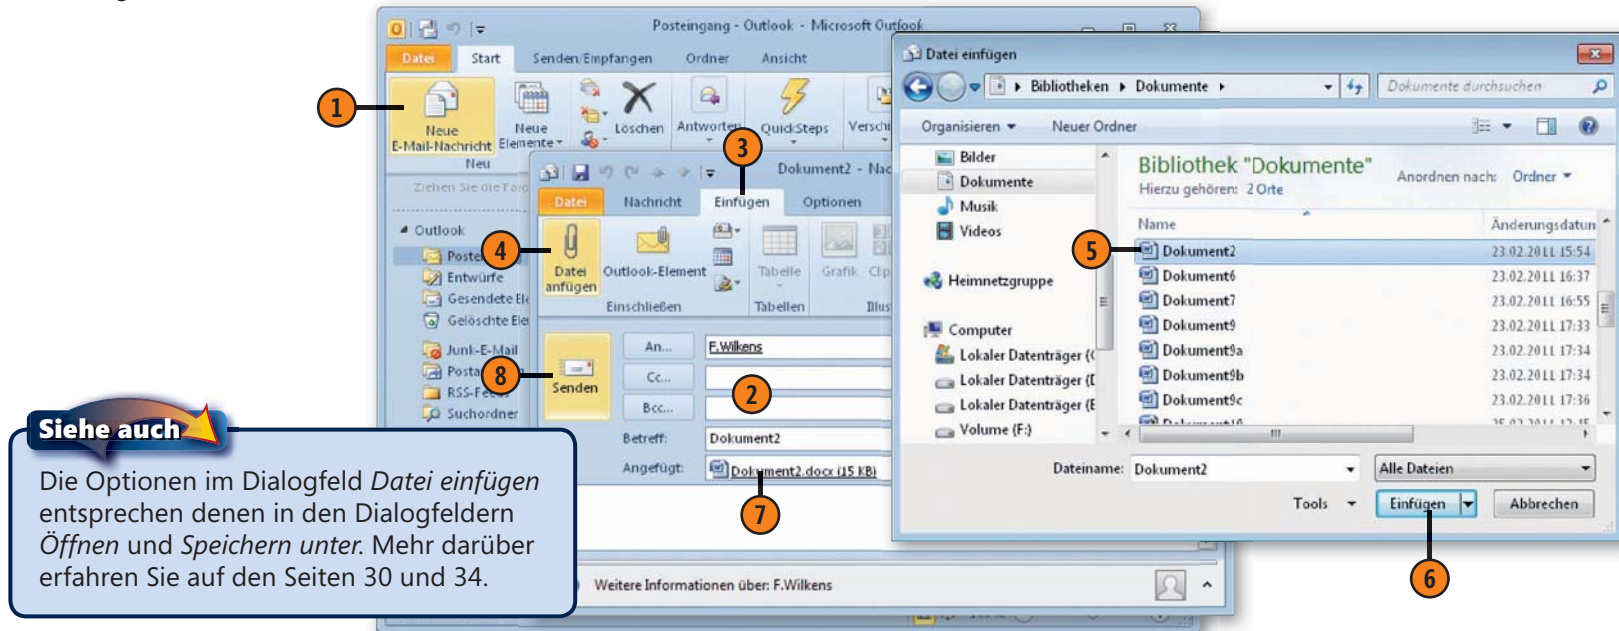 Posteingang - Outlook - Microsoft Outlook
Datei Start Senden/Empfangen Ordner Ansicht
1
Neue
E-Mail-Nachricht
Neue
Elemente
Löschen
Antworten
QuickSteps
Neu
Outlook
Entwürfe
Junk-E-Mail
Suchordner
3
Dokument2 -
Datei Nachricht Einfügen Optionen
4
Datei
anfügen
Outlook-Element
Tabelle
Grafik
Einschließen
Tabellen
8
Senden
An... F.Wilkens
Cc...
2
Bcc...
Betreff: Dokument2
Angefügt: Dokument2.docx (15 KB)
7
Weitere Informationen über: F.Wilkens
Datei einfügen
Bibliotheken Dokumente
Dokumente durchsuchen
Organisieren Neuer Ordner
Bilder
Dokumente
Musik
Videos
Heimnetzgruppe
Computer
Lokaler Datenträger
Lokaler Datenträger
Lokaler Datenträger (E
Volume (F:)
Bibliothek "Dokumente"
Hierzu gehören: 2 Orte
Anordnen nach: Ordner
Name Änderungsdatun
5
Dokument2 23.02.2011 15:54
Dokument6 23.02.2011 16:37
Dokument7 23.02.2011 16:55
Dokument9 23.02.2011 17:33
Dokument9a 23.02.2011 17:34
Dokument9b 23.02.2011 17:34
Dokument9c 23.02.2011 17:36
Dateiname: Dokument2 Alle Dateien
Tools Einfügen Abbrechen
6
Siehe auch
Die Optionen im Dialogfeld Datei einfügen
entsprechen denen in den Dialogfeldern
Öffnen und Speichern unter. Mehr darüber
erfahren Sie auf den Seiten 30 und 34.